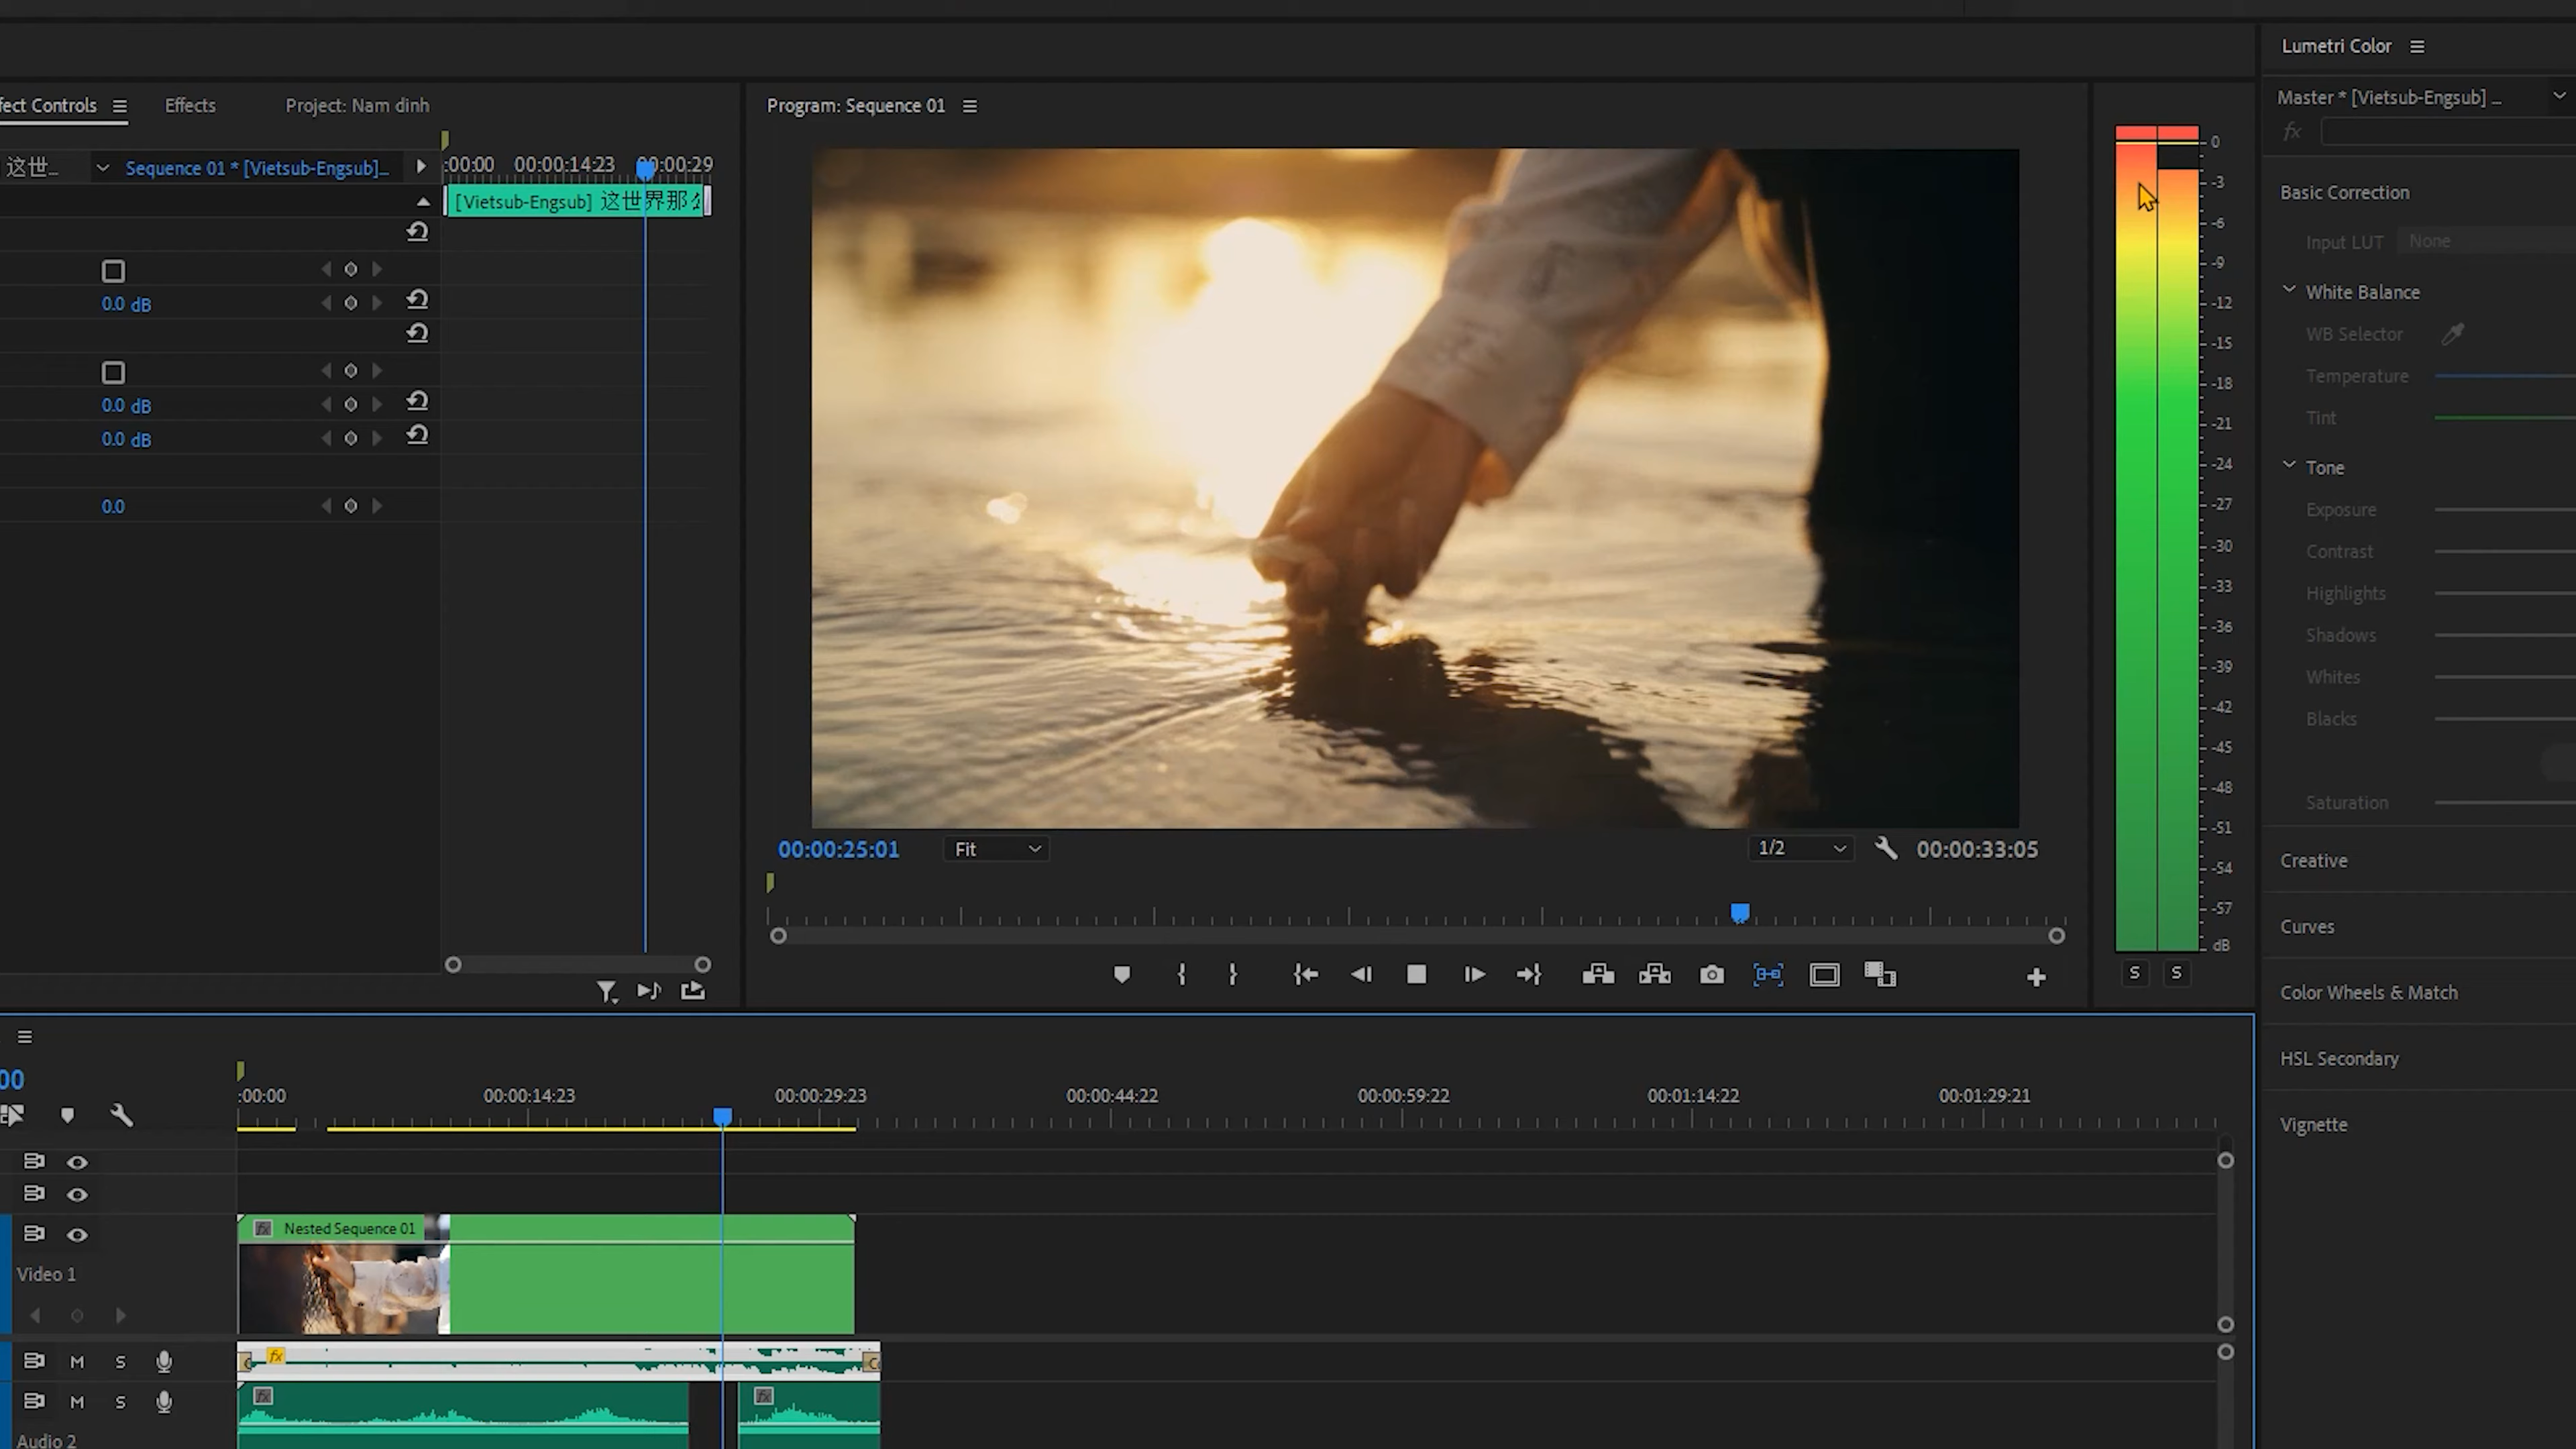 Lumetri Color
fect Controls
Effects
Project: Nam dinh
Program: Sequence 01
Master * [Vietsub-Engsub] ...
fx
这世...
Sequence 01 * [Vietsub-Engsub]...
:00:00
00:00:14:23
00:00:29
[Vietsub-Engsub] 这世界那
0.0 dB
0.0 dB
0.0 dB
0.0
0
-3
-6
-9
-12
-15
-18
-21
-24
-27
-30
-33
-36
-39
-42
-45
-48
-51
-54
-57
dB
S
S
Basic Correction
Input LUT
None
White Balance
WB Selector
Temperature
Tint
Tone
Exposure
Contrast
Highlights
Shadows
Whites
Blacks
Saturation
Creative
Curves
Color Wheels & Match
HSL Secondary
Vignette
00:00:25:01
Fit
1/2
00:00:33:05
00
:00:00
00:00:14:23
00:00:29:23
00:00:44:22
00:00:59:22
00:01:14:22
00:01:29:21
fx
Nested Sequence 01
Video 1
M
S
fx
M
S
fx
fx
Audio 2